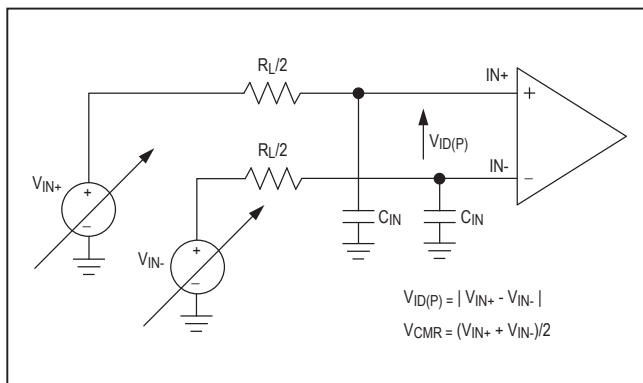 RL/2
IN+
+
VID(P)
RL/2
IN-
−
VIN+
+
−
CIN
CIN
VIN-
+
−
VID(P) = | VIN+ - VIN- |
VCMR = (VIN+ + VIN-)/2